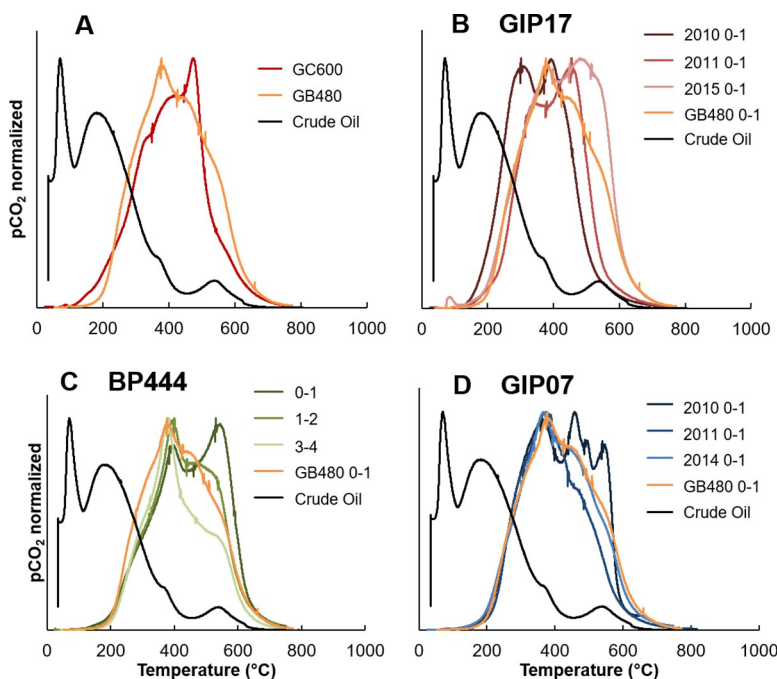 A
GC600
GB480
Crude Oil
pCO2 normalized
0 200 400 600 800 1000
B GIP17
2010 0-1
2011 0-1
2015 0-1
GB480 0-1
Crude Oil
0 200 400 600 800 1000
C BP444
0-1
1-2
3-4
GB480 0-1
Crude Oil
pCO2 normalized
0 200 400 600 800 1000
Temperature (°C)
D GIP07
2010 0-1
2011 0-1
2014 0-1
GB480 0-1
Crude Oil
0 200 400 600 800 1000
Temperature (°C)